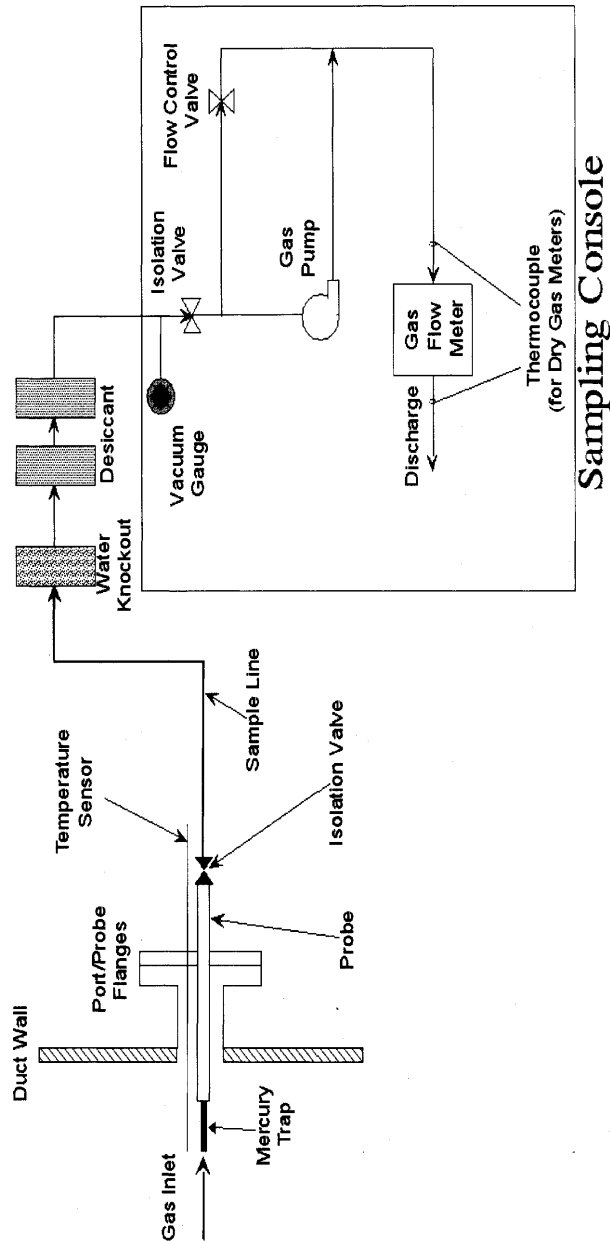 Gas Inlet
Duct Wall
Mercury
Trap
Port/Probe
Flanges
Probe
Temperature
Sensor
Isolation Valve
Sample Line
Water
Knockout
Desiccant
Vacuum
Gauge
Isolation
Valve
Flow Control
Valve
Gas
Pump
Gas
Flow
Meter
Discharge
Thermocouple
(for Dry Gas Meters)
Sampling Console